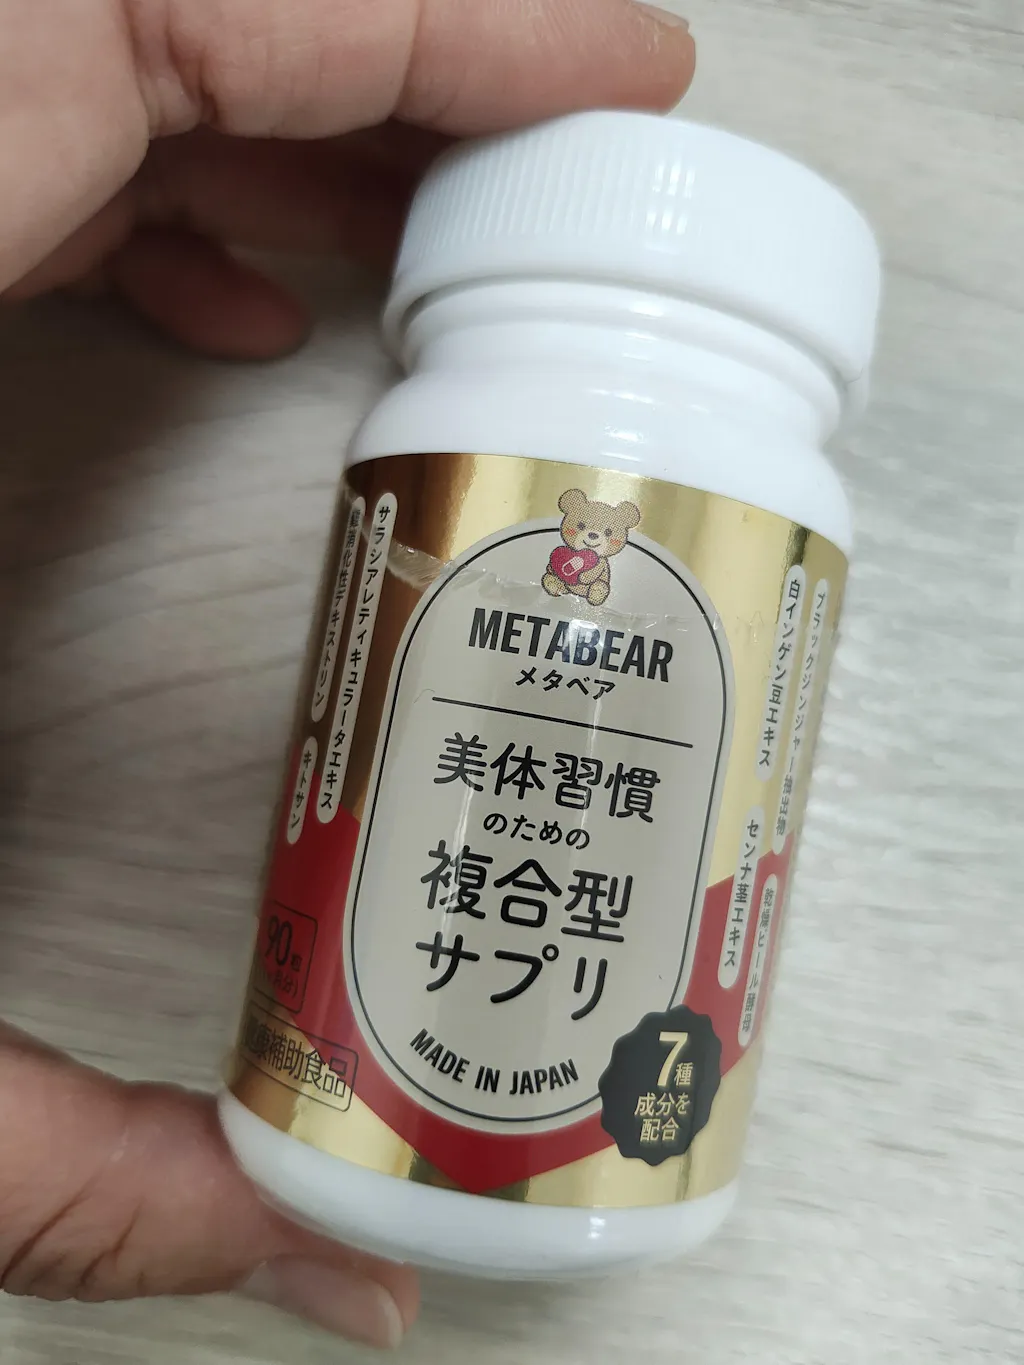 METABEAR
メタベア
美体習慣
のための
複合型
サプリ
MADE IN JAPAN
7種
成分を
配合
サラシアレティキュラータエキス
消化性デキストリン
キトサン
90粒
康補助食品
ブラックジンジャー抽出物
白インゲン豆エキス
センナ茎エキス
乾燥ビール酵母